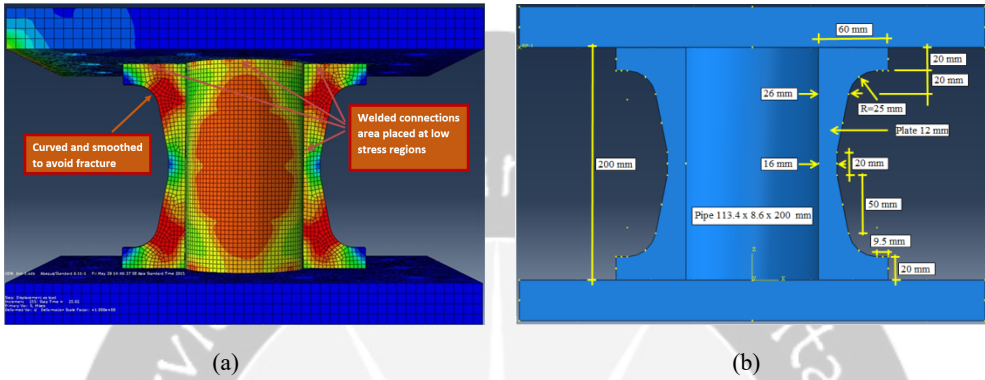 Curved and smoothed
to avoid fracture
Welded connections
area placed at low
stress regions
60 mm
20 mm
20 mm
26 mm
R=25 mm
Plate 12 mm
200 mm
16 mm
20 mm
Pipe 113.4 x 8.6 x 200 mm
50 mm
9.5 mm
20 mm
(a)
(b)